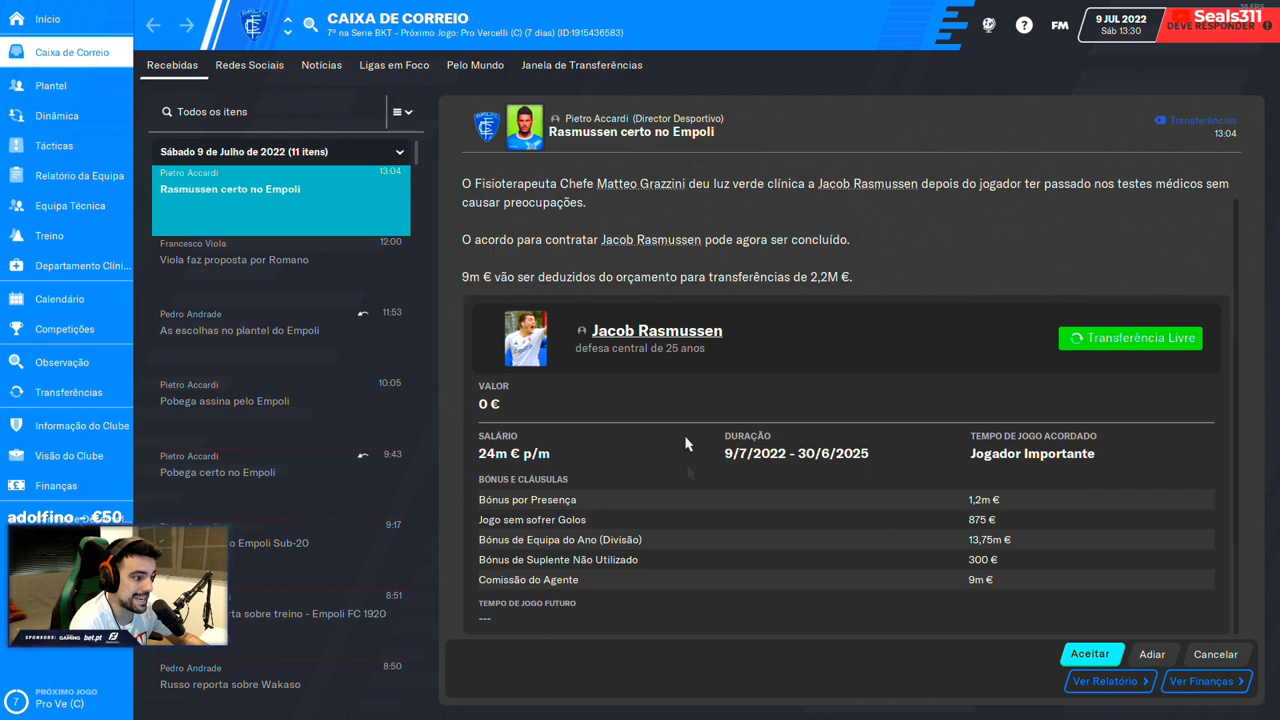 Início
Caixa de Correio
Plantel
Dinâmica
Tácticas
Relatório da Equipa
Equipa Técnica
Treino
Departamento Clíni...
Calendário
Competições
Observação
Transferências
Informação do Clube
Visão do Clube
Finanças
adolfino - €50
SPONSORS: GAMING bet.pt
7
PRÓXIMO JOGO
Pro Ve (C)
CAIXA DE CORREIO
7º na Serie BKT - Próximo Jogo: Pro Vercelli (C) (7 dias) (ID:1915436583)
FM
9 JUL 2022
Sáb 13:30
Seals311
DEVE RESPONDER
Recebidas
Redes Sociais
Notícias
Ligas em Foco
Pelo Mundo
Janela de Transferências
Todos os itens
Sábado 9 de Julho de 2022 (11 itens)
Pietro Accardi 13:04
Rasmussen certo no Empoli
Francesco Viola 12:00
Viola faz proposta por Romano
Pedro Andrade 11:53
As escolhas no plantel do Empoli
Pietro Accardi 10:05
Pobega assina pelo Empoli
Pietro Accardi 9:43
Pobega certo no Empoli
9:17
o Empoli Sub-20
8:51
rta sobre treino - Empoli FC 1920
Pedro Andrade 8:50
Russo reporta sobre Wakaso
Pietro Accardi (Director Desportivo)
Rasmussen certo no Empoli
Transferências
13:04
O Fisioterapeuta Chefe Matteo Grazzini deu luz verde clínica a Jacob Rasmussen depois do jogador ter passado nos testes médicos sem
causar preocupações.
O acordo para contratar Jacob Rasmussen pode agora ser concluído.
9m € vão ser deduzidos do orçamento para transferências de 2,2M €.
Jacob Rasmussen
defesa central de 25 anos
Transferência Livre
VALOR
0 €
SALÁRIO
24m € p/m
DURAÇÃO
9/7/2022 - 30/6/2025
TEMPO DE JOGO ACORDADO
Jogador Importante
BÓNUS E CLÁUSULAS
Bónus por Presença 1,2m €
Jogo sem sofrer Golos 875 €
Bónus de Equipa do Ano (Divisão) 13,75m €
Bónus de Suplente Não Utilizado 300 €
Comissão do Agente 9m €
TEMPO DE JOGO FUTURO
---
Aceitar
Adiar
Cancelar
Ver Relatório
Ver Finanças